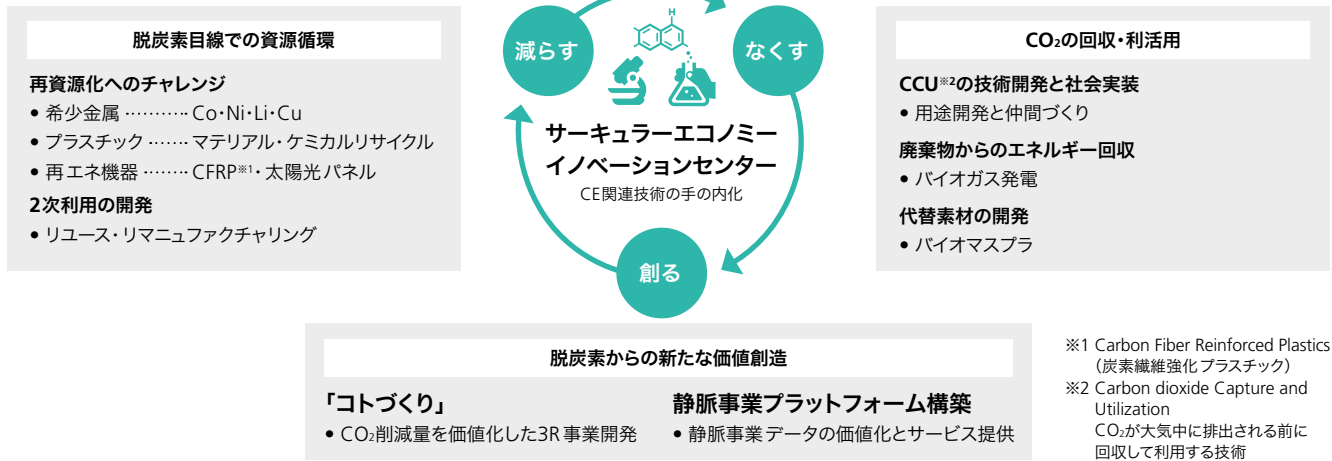 脱炭素目線での資源循環
再資源化へのチャレンジ
• 希少金属 ………… Co・Ni・Li・Cu
• プラスチック ……… マテリアル・ケミカルリサイクル
• 再エネ機器 ……… CFRP※1・太陽光パネル
2次利用の開発
• リユース・リマニュファクチャリング
H
減らす
なくす
サーキュラーエコノミー
イノベーションセンター
CE関連技術の手の内化
創る
CO₂の回収・利活用
CCU※2の技術開発と社会実装
• 用途開発と仲間づくり
廃棄物からのエネルギー回収
• バイオガス発電
代替素材の開発
• バイオマスプラ
脱炭素からの新たな価値創造
「コトづくり」
• CO₂削減量を価値化した3R事業開発
静脈事業プラットフォーム構築
• 静脈事業データの価値化とサービス提供
※1 Carbon Fiber Reinforced Plastics
（炭素繊維強化プラスチック）
※2 Carbon dioxide Capture and
Utilization
CO₂が大気中に排出される前に
回収して利用する技術